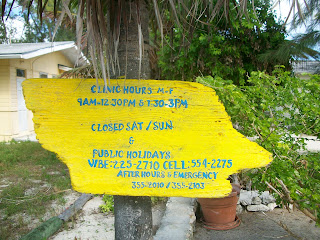 CLINIC HOURS M-F
9AM-12:30PM & 1:30-3PM
CLOSED SAT/SUN
&
PUBLIC HOLIDAYS
WBE:225-2710 CELL:554-2275
AFTER HOURS & EMERGENCY
355-2010 / 355-2103